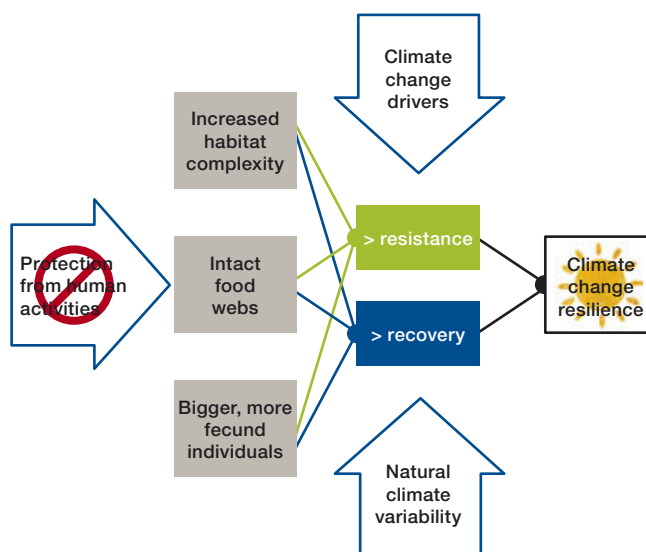 Climate
change
drivers
Increased
habitat
complexity
> resistance
Protection
from human
activities
Intact
food
webs
Climate
change
resilience
> recovery
Bigger, more
fecund
individuals
Natural
climate
variability